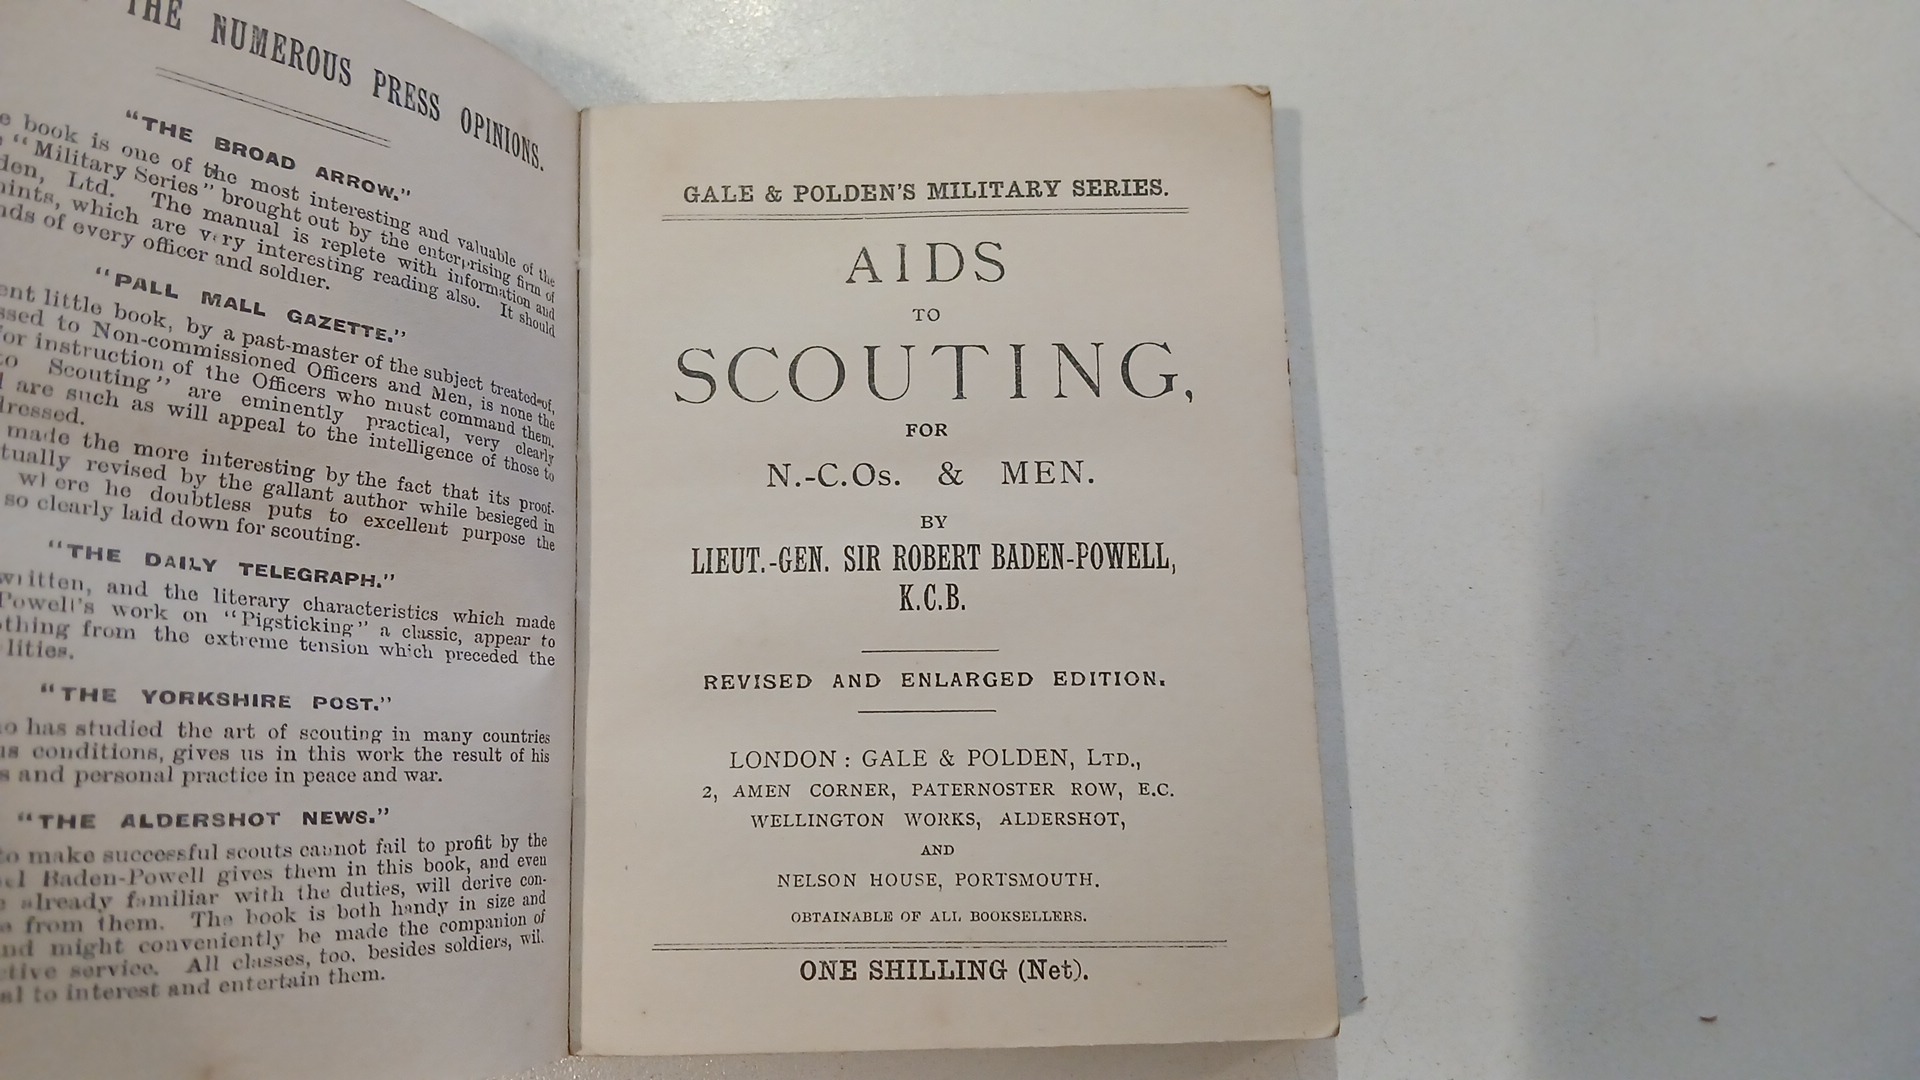 THE NUMEROUS PRESS OPINIONS.
"THE BROAD ARROW."
book is one of the most interesting and valuable of the
"Military Series" brought out by the enterprising firm of
Ltd. The manual is replete with information and
which are very interesting reading also. It should
of every officer and soldier.
"PALL MALL GAZETTE."
little book, by a past-master of the subject treated-of,
to Non-commissioned Officers and Men, is none the
for instruction of the Officers who must command them.
to Scouting" are eminently practical, very clearly
are such as will appeal to the intelligence of those to
made the more interesting by the fact that its proof-
revised by the gallant author while besieged in
where he doubtless puts to excellent purpose the
so clearly laid down for scouting.
"THE DAILY TELEGRAPH."
written, and the literary characteristics which made
Powell's work on "Pigsticking" a classic, appear to
from the extreme tension which preceded the
"THE YORKSHIRE POST."
has studied the art of scouting in many countries
conditions, gives us in this work the result of his
and personal practice in peace and war.
"THE ALDERSHOT NEWS."
to make successful scouts cannot fail to profit by the
Baden-Powell gives them in this book, and even
already familiar with the duties, will derive con-
from them. The book is both handy in size and
might conveniently be made the companion of
service. All classes, too, besides soldiers, wil.
to interest and entertain them.
GALE & POLDEN'S MILITARY SERIES.
AIDS
TO
SCOUTING,
FOR
N.-C.Os. & MEN.
BY
LIEUT.-GEN. SIR ROBERT BADEN-POWELL,
K.C.B.
REVISED AND ENLARGED EDITION.
LONDON: GALE & POLDEN, LTD.,
2, AMEN CORNER, PATERNOSTER ROW, E.C.
WELLINGTON WORKS, ALDERSHOT,
AND
NELSON HOUSE, PORTSMOUTH.
OBTAINABLE OF ALL BOOKSELLERS.
ONE SHILLING (Net).